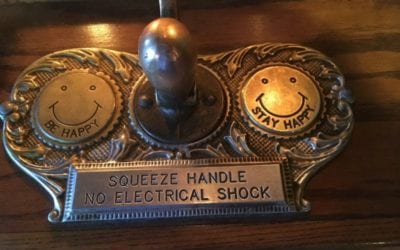 BE HAPPY
STAY HAPPY
SQUEEZE HANDLE
NO ELECTRICAL SHOCK